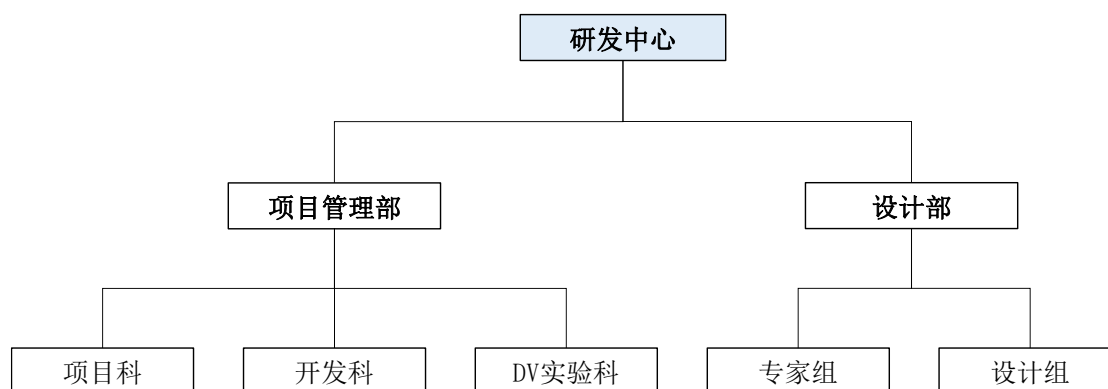 研发中心
项目管理部
设计部
项目科
开发科
DV实验科
专家组
设计组